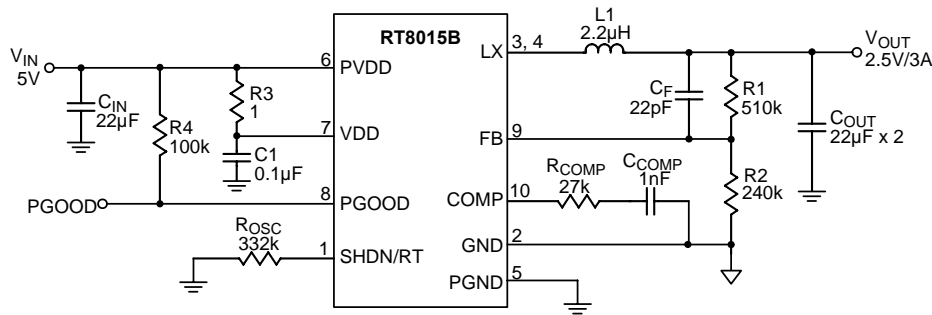 L1
2.2µH
RT8015B
VIN
5V
6
PVDD
LX
3, 4
VOUT
2.5V/3A
CIN
22µF
R4
100k
R3
1
7
VDD
C1
0.1µF
CF
22pF
R1
510k
COUT
22µF x 2
FB
9
RCOMP
27k
CCOMP
1nF
R2
240k
PGOOD
8
PGOOD
COMP
10
ROSC
332k
1
SHDN/RT
GND
2
PGND
5